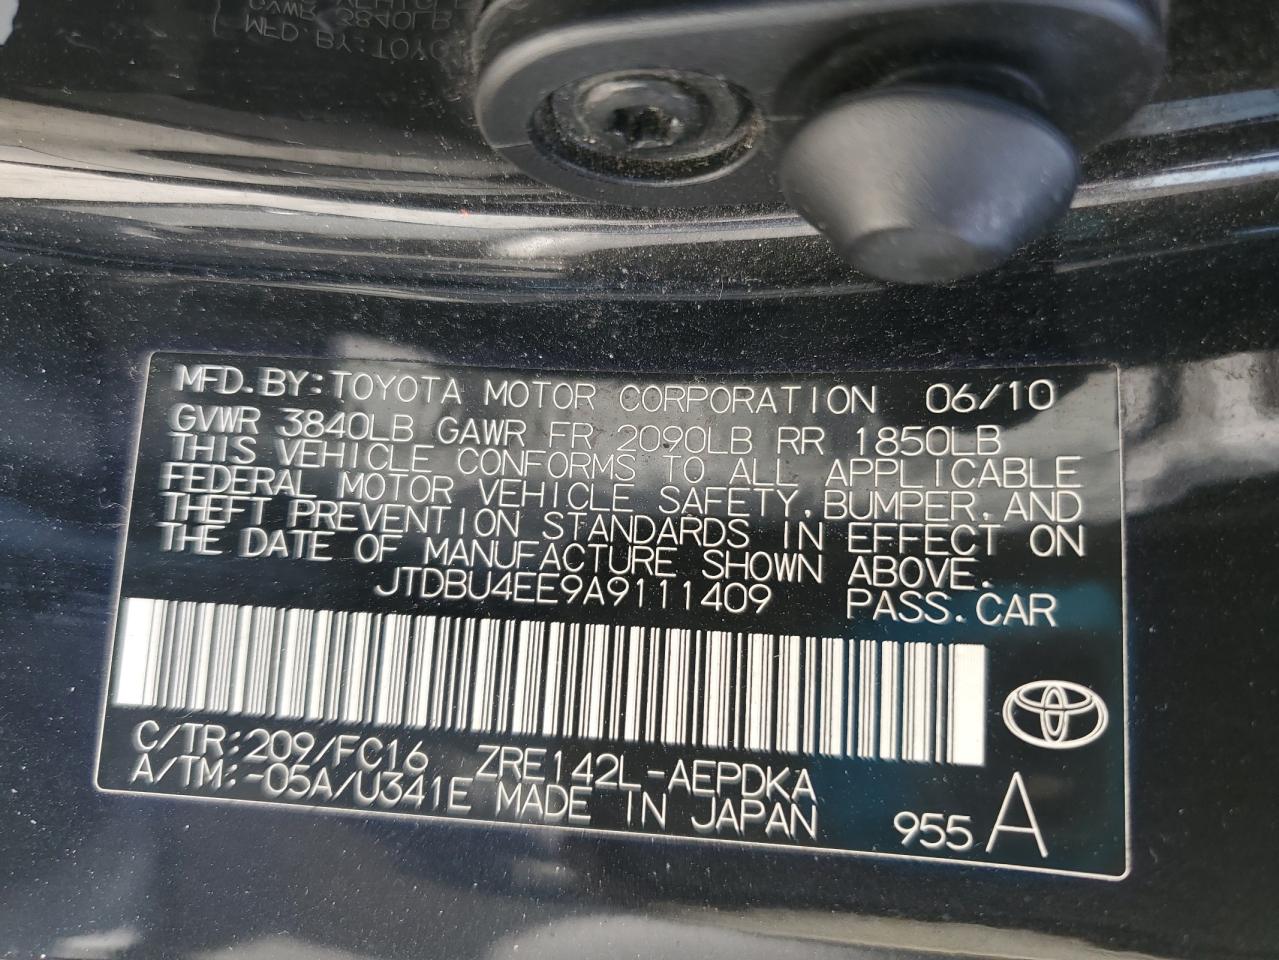 MFD.BY:TOYOTA MOTOR CORPORATION 06/10
GVWR 3840LB GAWR FR 2090LB RR 1850LB
THIS VEHICLE CONFORMS TO ALL APPLICABLE
FEDERAL MOTOR VEHICLE SAFETY, BUMPER, AND
THEFT PREVENTION STANDARDS IN EFFECT ON
THE DATE OF MANUFACTURE SHOWN ABOVE.
JTDBU4EE9A9111409 PASS.CAR
C/TR:209/FC16 ZRE142L-AEPDKA
A/TM:-05A/U341E MADE IN JAPAN 955 A